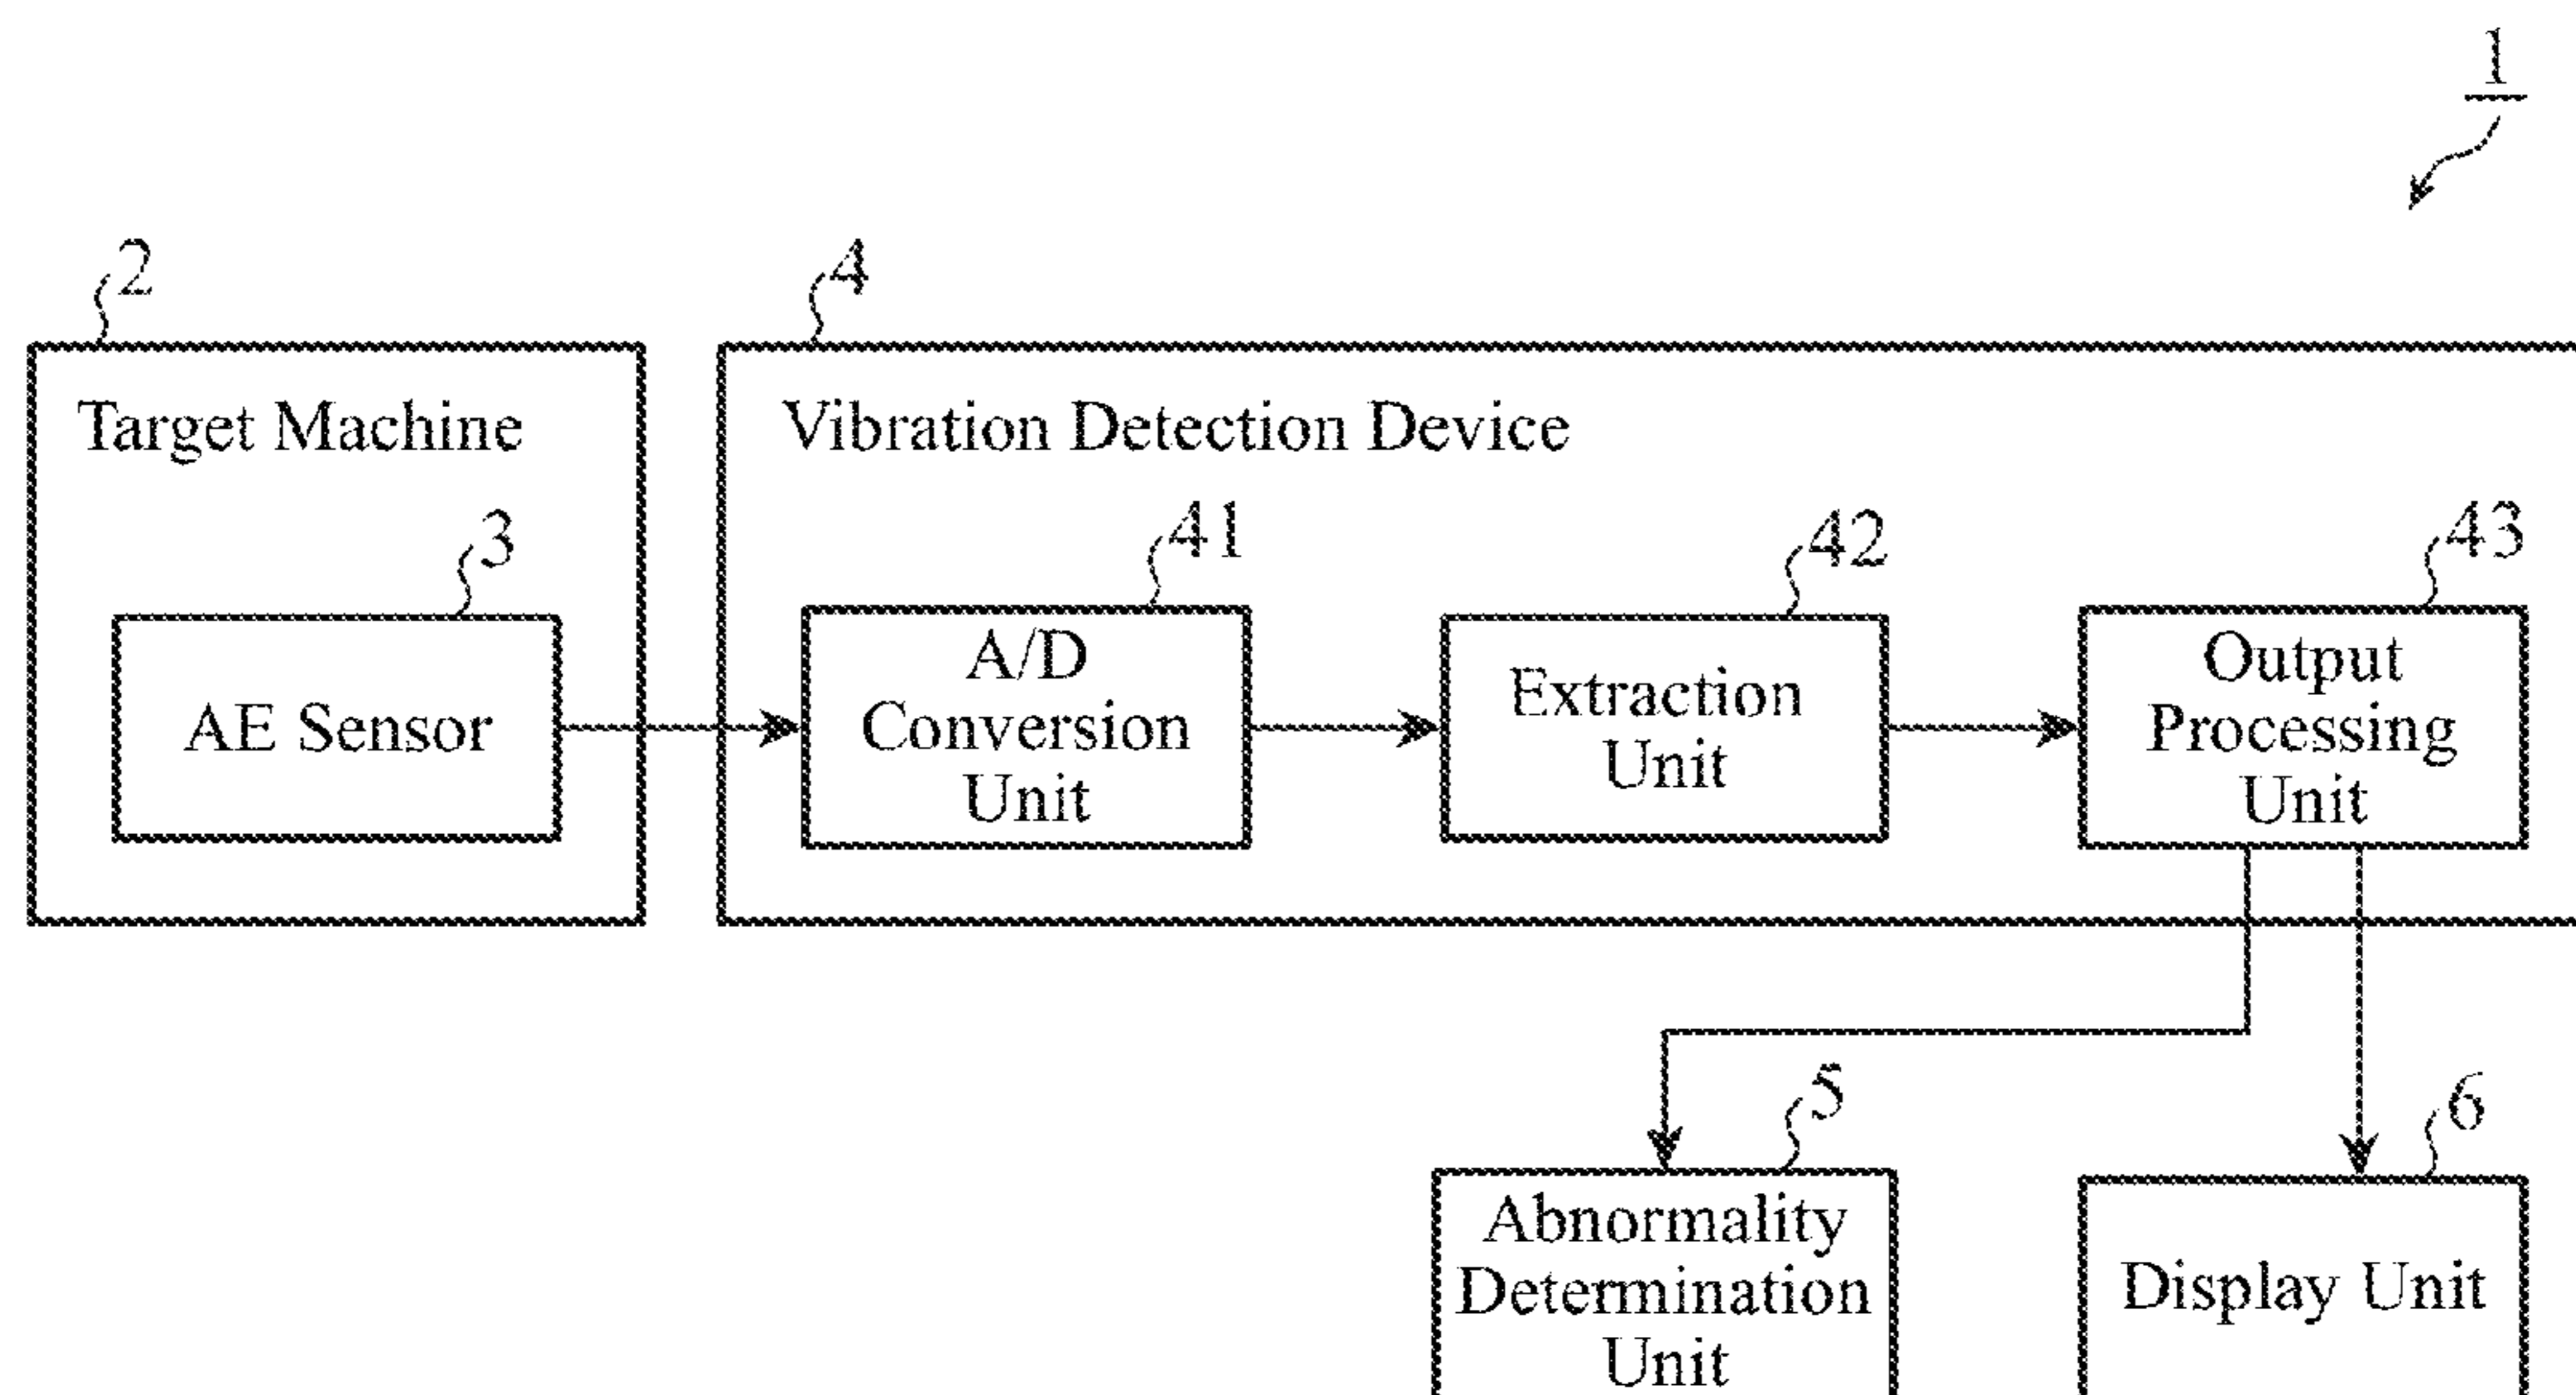 1
2
4
Target Machine
Vibration Detection Device
3
41
42
43
AE Sensor
A/D
Conversion
Unit
Extraction
Unit
Output
Processing
Unit
5
6
Abnormality
Determination
Unit
Display Unit